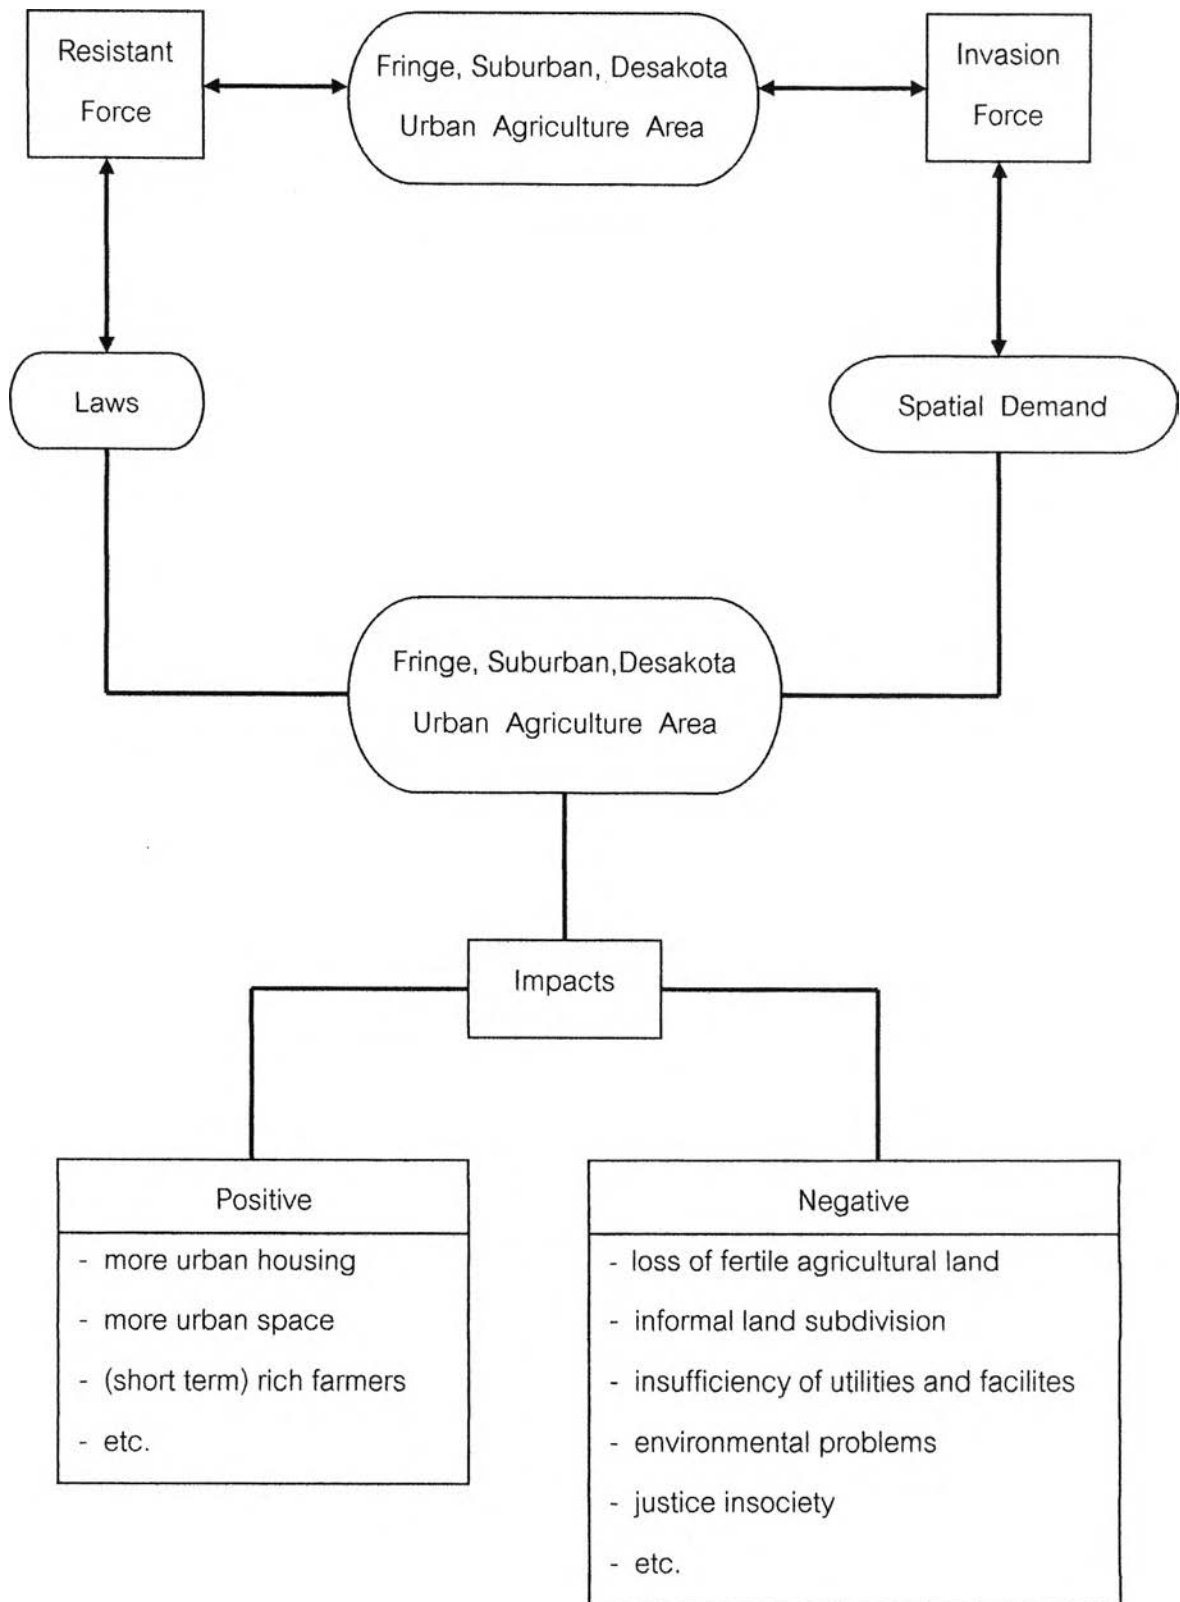 Resistant
Force
Fringe, Suburban, Desakota
Urban Agriculture Area
Invasion
Force
Laws
Spatial Demand
Fringe, Suburban,Desakota
Urban Agriculture Area
Impacts
Positive
- more urban housing
- more urban space
- (short term) rich farmers
- etc.
Negative
- loss of fertile agricultural land
- informal land subdivision
- insufficiency of utilities and facilites
- environmental problems
- justice insociety
- etc.